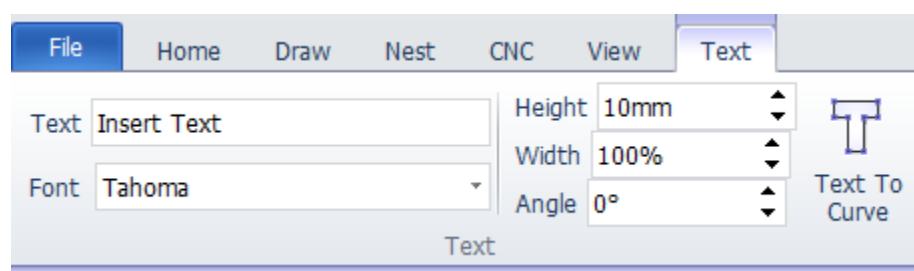 File Home Draw Nest CNC View Text
Text Insert Text
Font Tahoma
Height 10mm
Width 100%
Angle 0°
Text To
Curve
Text